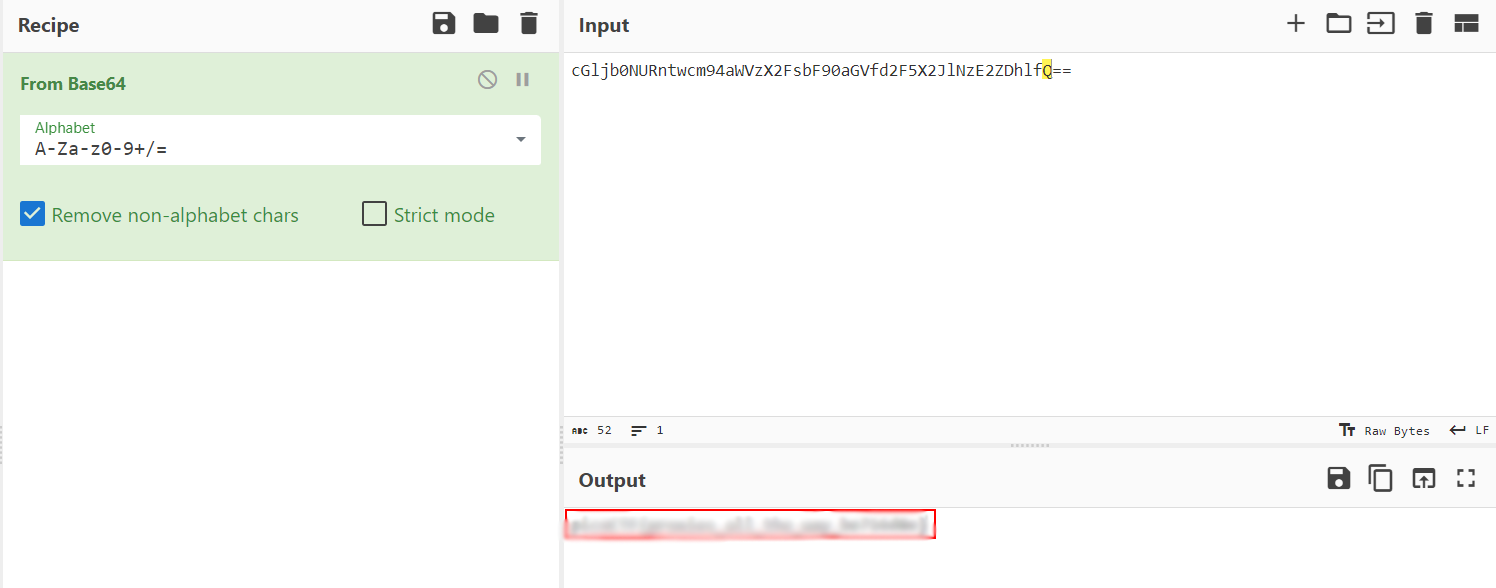 Recipe
Input
From Base64
Alphabet
A-Za-z0-9+/=
Remove non-alphabet chars
Strict mode
cGljb0NURntwcm94aWVzX2FsbF90aGVfd2F5X2JlNzE2ZDhlfQ==
ABC 52 1
Tт Raw Bytes LF
Output